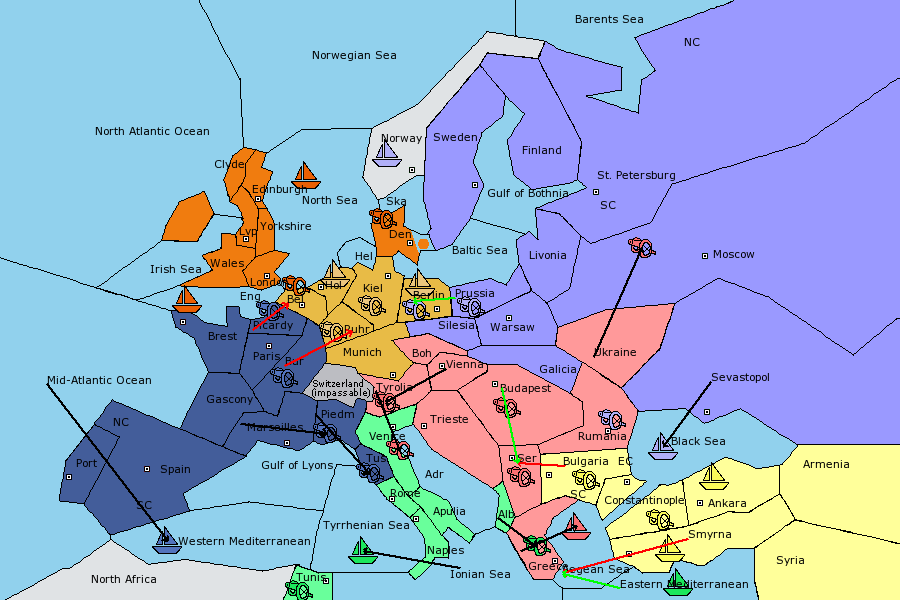 Barents Sea
NC
Norwegian Sea
North Atlantic Ocean
Norway
Sweden
Finland
Clyde
St. Petersburg
Edinburgh
North Sea
Ska
Gulf of Bothnia
SC
Yorkshire
Lvp
Den
Baltic Sea
Livonia
Moscow
Hel
Irish Sea
Wales
London
Hol
Kiel
Berlin
Prussia
Eng
Bel
Picardy
Ruhr
Silesia
Warsaw
Brest
Paris
Bur
Munich
Boh
Ukraine
Vienna
Galicia
Mid-Atlantic Ocean
Switzerland
(impassable)
Tyrolia
Budapest
Sevastopol
Gascony
NC
Piedm
Trieste
Marseilles
Venice
Rumania
Black Sea
Port
Spain
Gulf of Lyons
Tus
Ser
Bulgaria
EC
Armenia
Adr
Rome
SC
Constantinople
Ankara
SC
Apulia
Alb
Tyrrhenian Sea
Western Mediterranean
Smyrna
Naples
Syria
Greece
Aegean Sea
Ionian Sea
North Africa
Tunis
Eastern Mediterranean